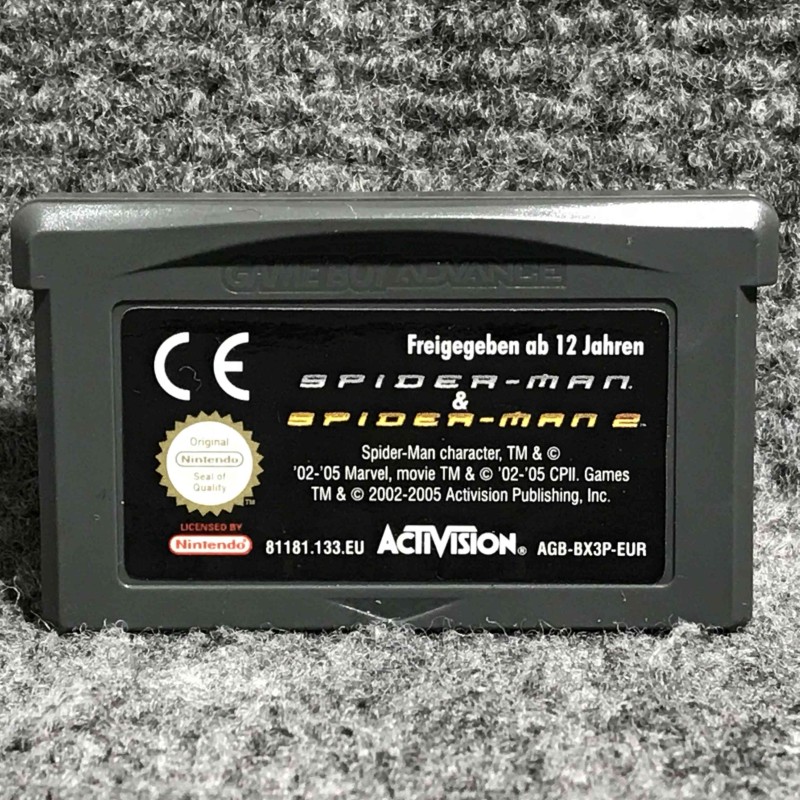 GAME BOY ADVANCE
CE
Freigegeben ab 12 Jahren
SPIDER-MAN™
&
SPIDER-MAN 2™
Spider-Man character, TM & ©
'02-'05 Marvel, movie TM & © '02-'05 CPII. Games
TM & © 2002-2005 Activision Publishing, Inc.
Original
Nintendo
Seal of
Quality
TM
LICENSED BY
Nintendo®
81181.133.EU
ACTIVISION®
AGB-BX3P-EUR